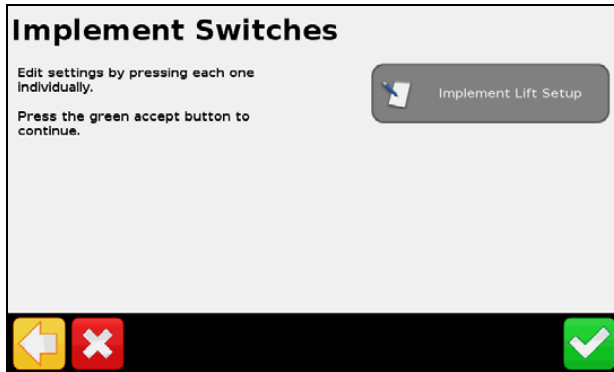 Implement Switches
Edit settings by pressing each one
individually.
Implement Lift Setup
Press the green accept button to
continue.